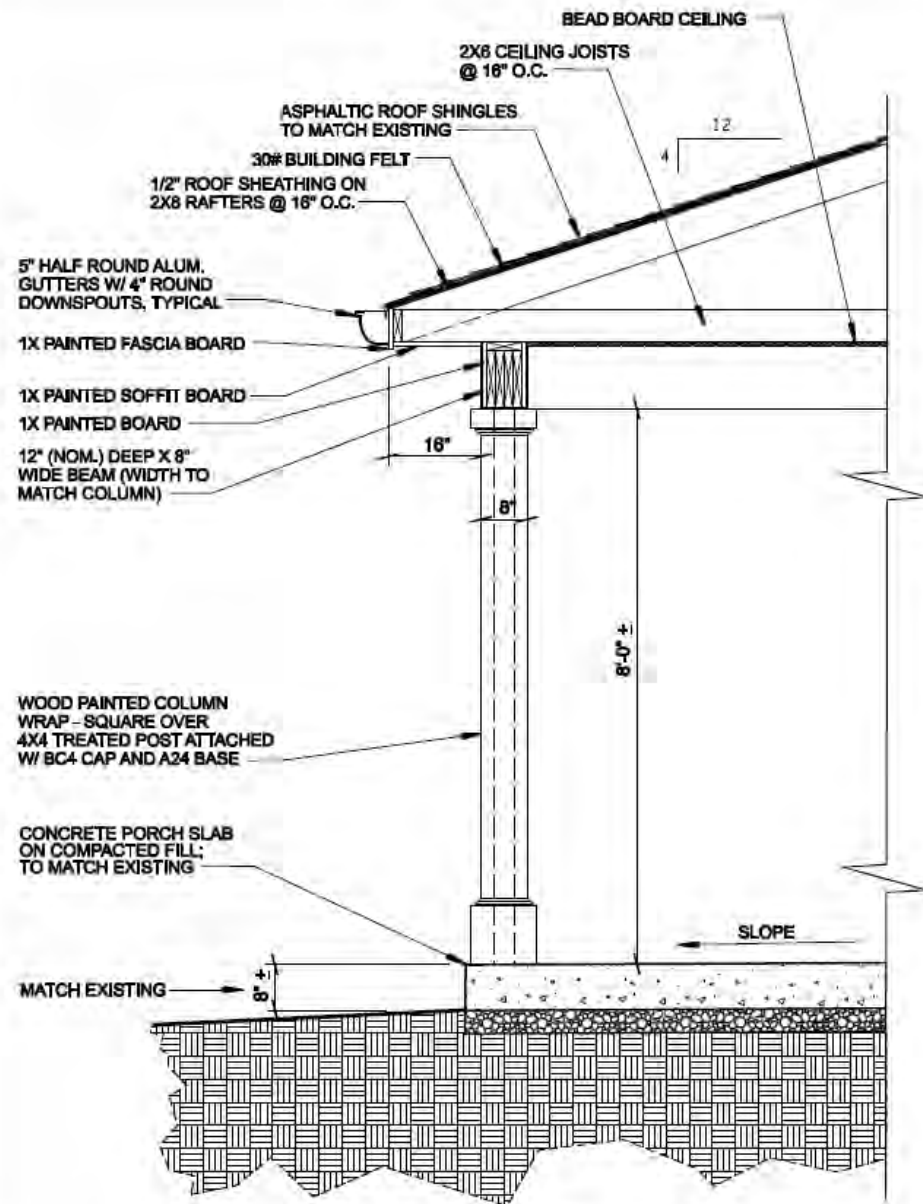 BEAD BOARD CEILING
2X6 CEILING JOISTS
@ 16" O.C.
ASPHALTIC ROOF SHINGLES
TO MATCH EXISTING
12
4
30# BUILDING FELT
1/2" ROOF SHEATHING ON
2X8 RAFTERS @ 16" O.C.
5" HALF ROUND ALUM.
GUTTERS W/ 4" ROUND
DOWNSPOUTS, TYPICAL
1X PAINTED FASCIA BOARD
1X PAINTED SOFFIT BOARD
1X PAINTED BOARD
12" (NOM.) DEEP X 8"
WIDE BEAM (WIDTH TO
MATCH COLUMN)
16"
8"
8'-0" ±
WOOD PAINTED COLUMN
WRAP - SQUARE OVER
4X4 TREATED POST ATTACHED
W/ BC4 CAP AND A24 BASE
CONCRETE PORCH SLAB
ON COMPACTED FILL;
TO MATCH EXISTING
SLOPE
MATCH EXISTING
8" ±